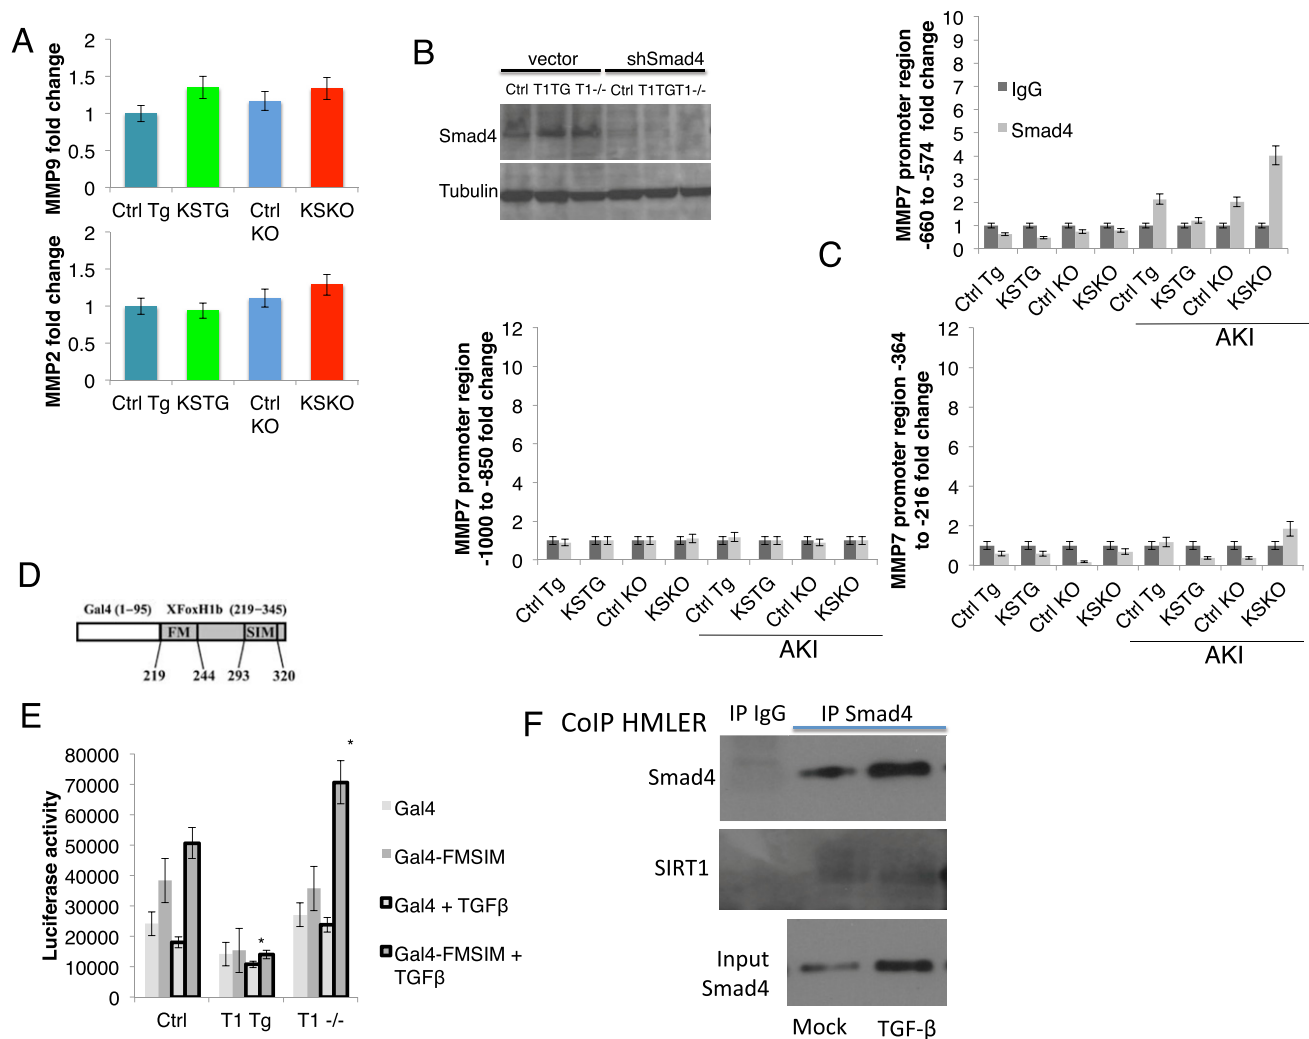 A
MMP9 fold change
2
1.5
1
0.5
0
Ctrl Tg KSTG Ctrl KSKO
KO
MMP2 fold change
2
1.5
1
0.5
0
Ctrl Tg KSTG Ctrl KSKO
KO
B
vector shSmad4
Ctrl T1TG T1-/- Ctrl T1TGT1-/-
Smad4
Tubulin
C
MMP7 promoter region
-660 to -574 fold change
10
9
8
7
6
5
4
3
2
1
0
IgG
Smad4
Ctrl Tg
KSTG
Ctrl KO
KSKO
Ctrl Tg
KSTG
Ctrl KO
KSKO
AKI
MMP7 promoter region
-1000 to -850 fold change
12
10
8
6
4
2
0
Ctrl Tg
KSTG
Ctrl KO
KSKO
Ctrl Tg
KSTG
Ctrl KO
KSKO
AKI
MMP7 promoter region -364
to -216 fold change
12
10
8
6
4
2
0
Ctrl Tg
KSTG
Ctrl KO
KSKO
Ctrl Tg
KSTG
Ctrl KO
KSKO
AKI
D
Gal4 (1−95) XFoxH1b (219−345)
FM SIM
219 244 293 320
E
Luciferase activity
80000
70000
60000
50000
40000
30000
20000
10000
0
*
*
Ctrl T1 Tg T1 -/-
Gal4
Gal4-FMSIM
Gal4 + TGFβ
Gal4-FMSIM +
TGFβ
F CoIP HMLER
IP IgG IP Smad4
Smad4
SIRT1
Input
Smad4
Mock TGF-β